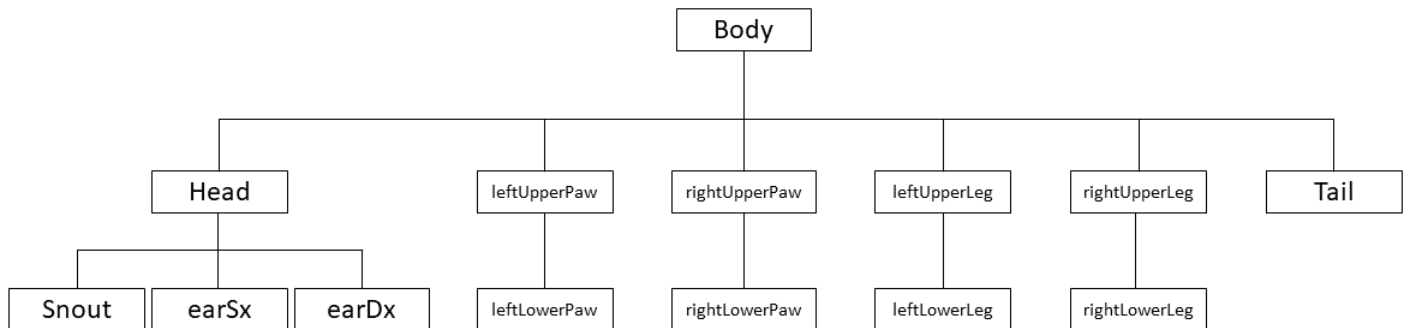 Body
Head
leftUpperPaw
rightUpperPaw
leftUpperLeg
rightUpperLeg
Tail
Snout
earSx
earDx
leftLowerPaw
rightLowerPaw
leftLowerLeg
rightLowerLeg